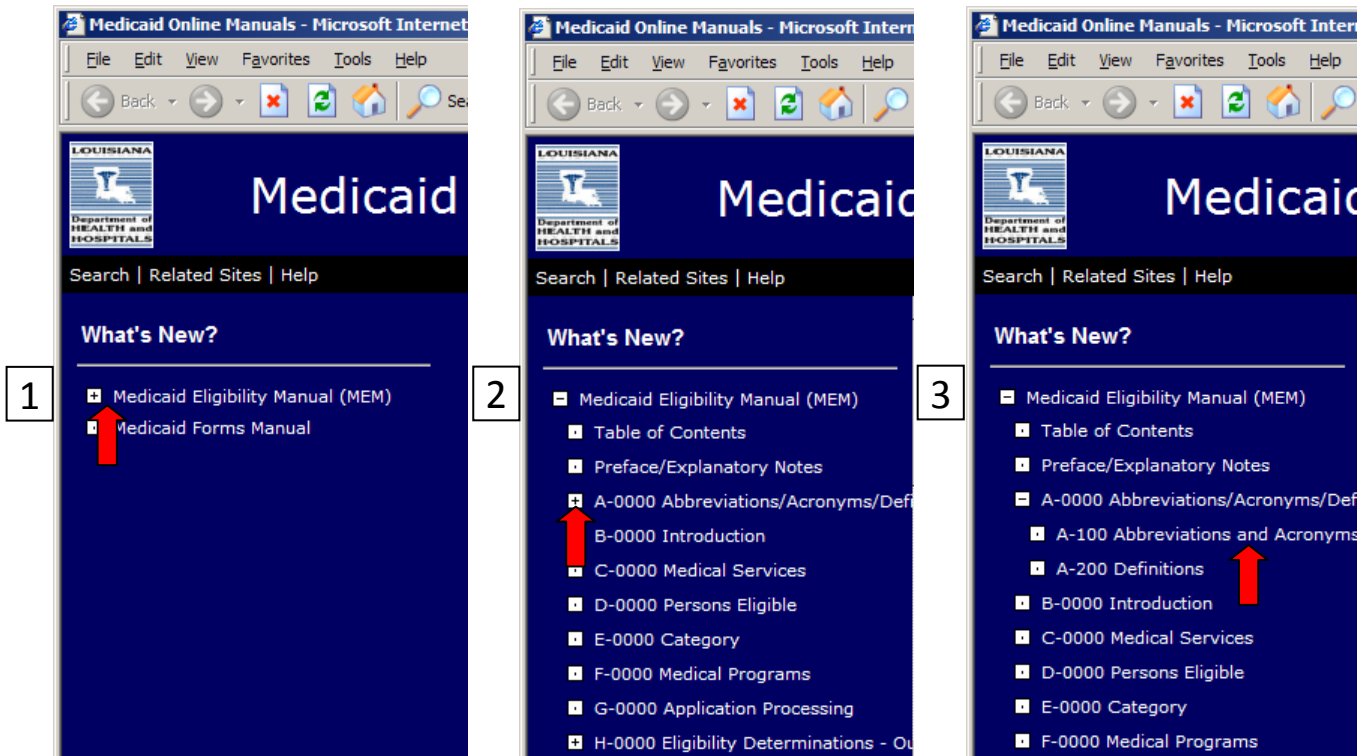 1
Medicaid Online Manuals - Microsoft Internet
File Edit View Favorites Tools Help
Back
LOUISIANA
Department of
HEALTH and
HOSPITALS
Medicaid
Search | Related Sites | Help
What's New?
Medicaid Eligibility Manual (MEM)
Medicaid Forms Manual
2
Medicaid Online Manuals - Microsoft
File Edit View Favorites Tools Help
Back
LOUISIANA
Department of
HEALTH and
HOSPITALS
Search | Related Sites | Help
What's New?
Medicaid Eligibility Manual (MEM)
Table of Contents
Preface/Explanatory Notes
A-0000 Abbreviations/Acronyms/
B-0000 Introduction
C-0000 Medical Services
D-0000 Persons Eligible
E-0000 Category
F-0000 Medical Programs
G-0000 Application Processing
H-0000 Eligibility Determinations -
3
Medicaid Online Manuals - Microsoft
File Edit View Favorites Tools Help
Back
LOUISIANA
Department of
HEALTH and
HOSPITALS
Search | Related Sites | Help
What's New?
Medicaid Eligibility Manual (MEM)
Table of Contents
Preface/Explanatory Notes
A-0000 Abbreviations/Acronyms/
A-100 Abbreviations and Acronyms
A-200 Definitions
B-0000 Introduction
C-0000 Medical Services
D-0000 Persons Eligible
E-0000 Category
F-0000 Medical Programs